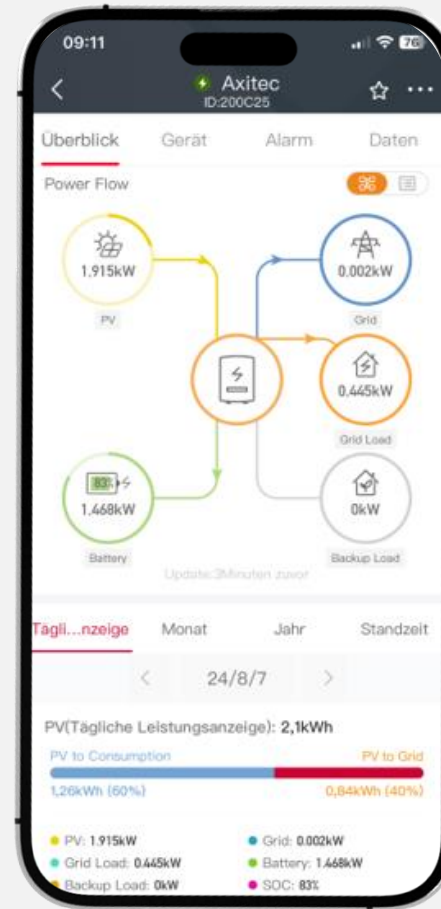 09:11
76
Axitec
ID:200C25
Überblick Gerät Alarm Daten
Power Flow
1.915kW
PV
0.002kW
Grid
0.445kW
Grid Load
83%
1.468kW
Battery
0kW
Backup Load
Update:3Minuten zuvor
Tägli...nzeige Monat Jahr Standzeit
< 24/8/7 >
PV(Tägliche Leistungsanzeige): 2,1kWh
PV to Consumption PV to Grid
1,26kWh (60%) 0,84kWh (40%)
PV: 1.915kW Grid: 0.002kW
Grid Load: 0.445kW Battery: 1.468kW
Backup Load: 0kW SOC: 83%